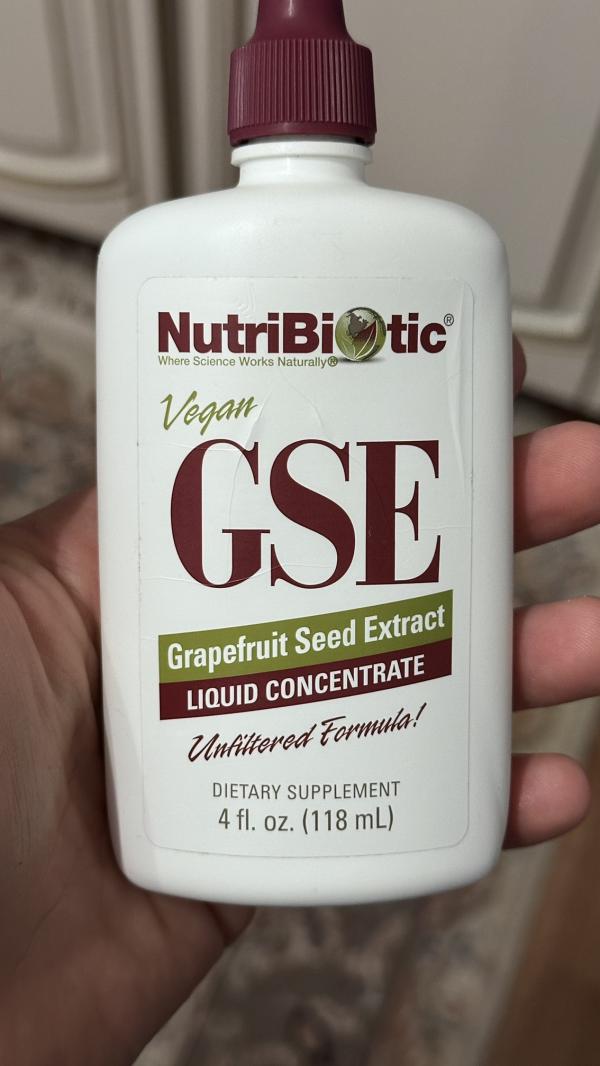 NutriBiotic®
Where Science Works Naturally®
Vegan
GSE
Grapefruit Seed Extract
LIQUID CONCENTRATE
Unfiltered Formula!
DIETARY SUPPLEMENT
4 fl. oz. (118 mL)